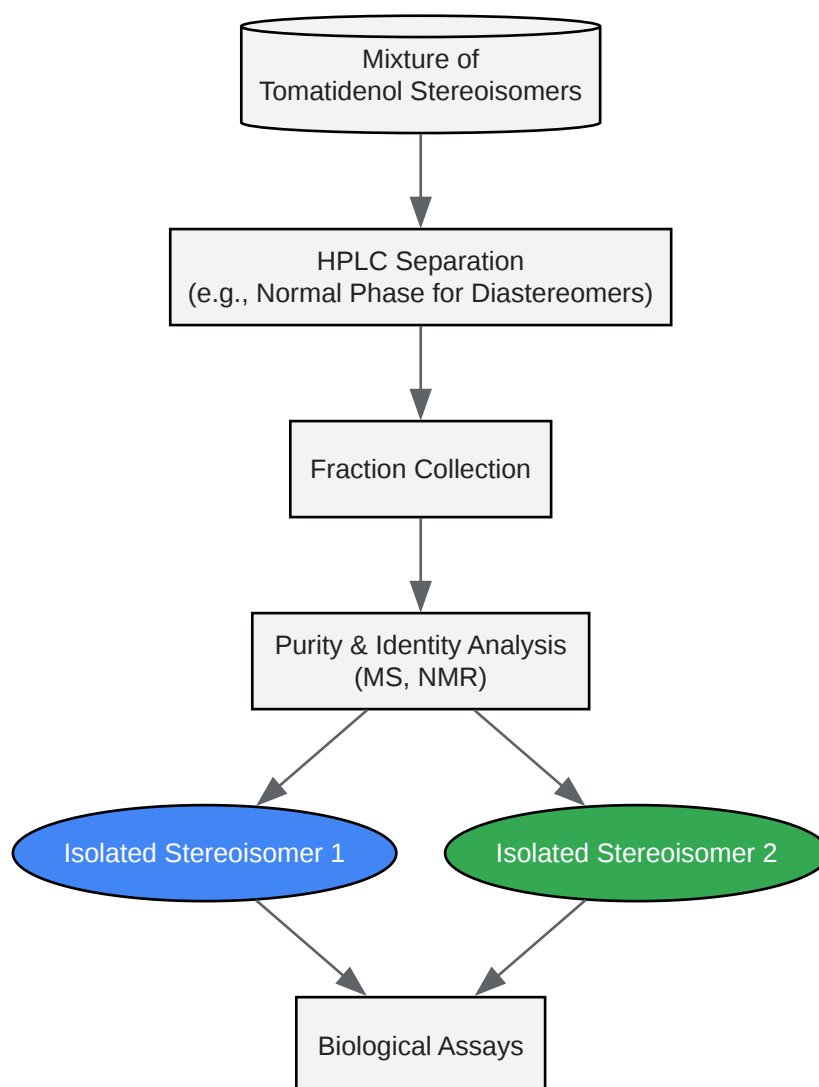 Mixture of
Tomatidenol Stereoisomers
HPLC Separation
(e.g., Normal Phase for Diastereomers)
Fraction Collection
Purity & Identity Analysis
(MS, NMR)
Isolated Stereoisomer 1
Isolated Stereoisomer 2
Biological Assays